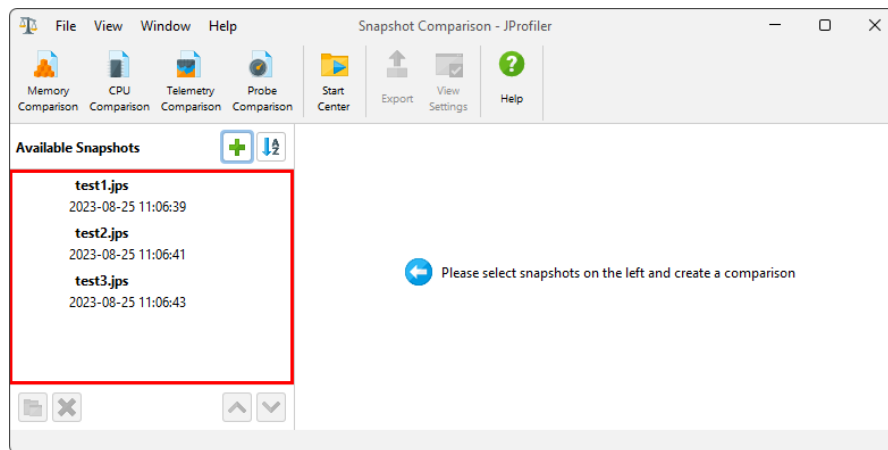 File View Window Help Snapshot Comparison - JProfiler
Memory Comparison
CPU Comparison
Telemetry Comparison
Probe Comparison
Start Center
Export
View Settings
Help
Available Snapshots
test1.jps
2023-08-25 11:06:39
test2.jps
2023-08-25 11:06:41
test3.jps
2023-08-25 11:06:43
Please select snapshots on the left and create a comparison